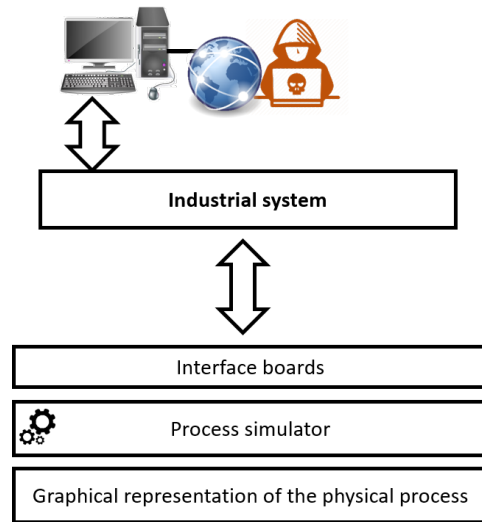 Industrial system
Interface boards
Process simulator
Graphical representation of the physical process